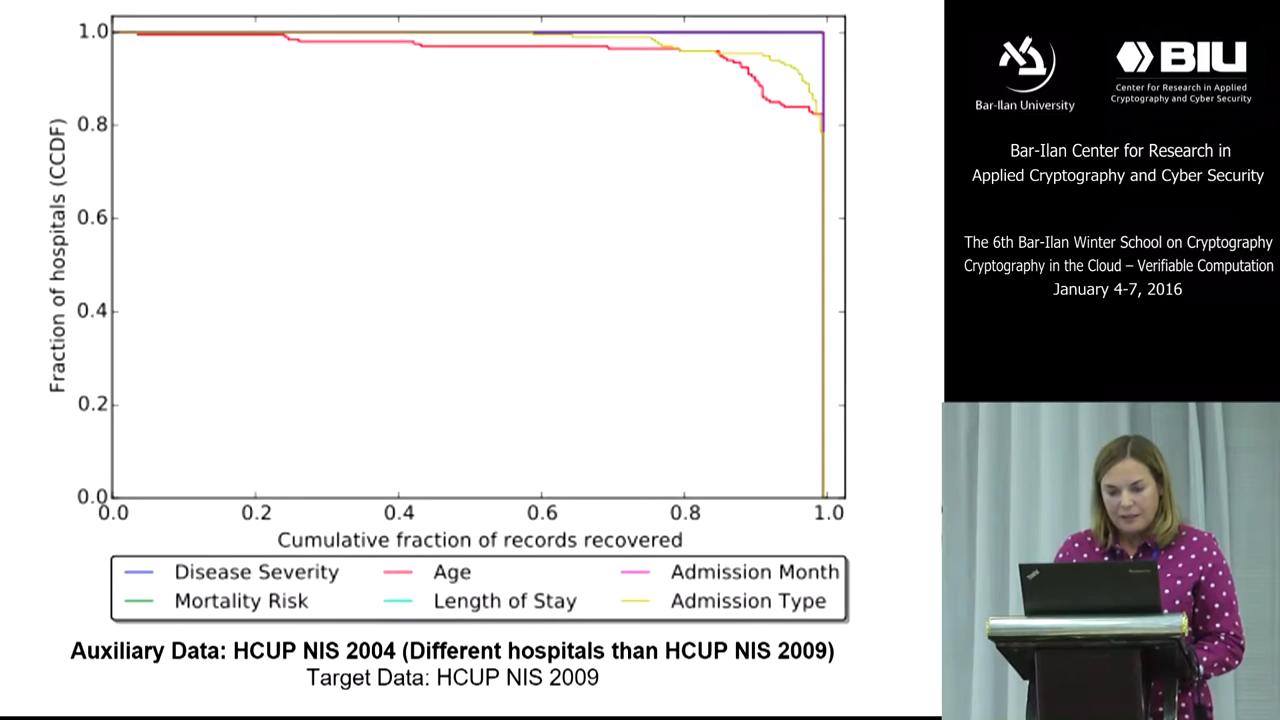 1.0
0.8
0.6
0.4
0.2
0.0
Fraction of hospitals (CCDF)
0.0 0.2 0.4 0.6 0.8 1.0
Cumulative fraction of records recovered
Disease Severity Age Admission Month
Mortality Risk Length of Stay Admission Type
Auxiliary Data: HCUP NIS 2004 (Different hospitals than HCUP NIS 2009)
Target Data: HCUP NIS 2009
Bar-Ilan University
BIU
Center for Research in Applied
Cryptography and Cyber Security
Bar-Ilan Center for Research in
Applied Cryptography and Cyber Security
The 6th Bar-Ilan Winter School on Cryptography
Cryptography in the Cloud – Verifiable Computation
January 4-7, 2016